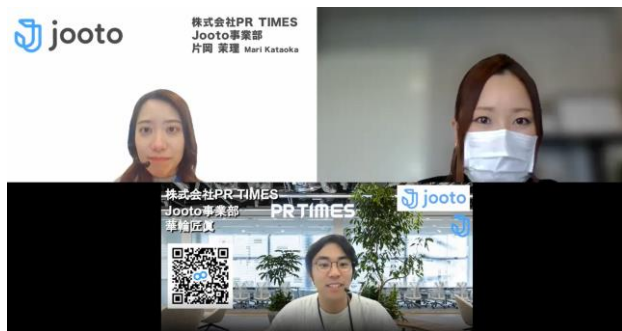 jooto
株式会社PR TIMES
Jooto事業部
片岡 茉理 Mari Kataoka
株式会社PR TIMES
Jooto事業部
華輪匠眞
PR TIMES
jooto